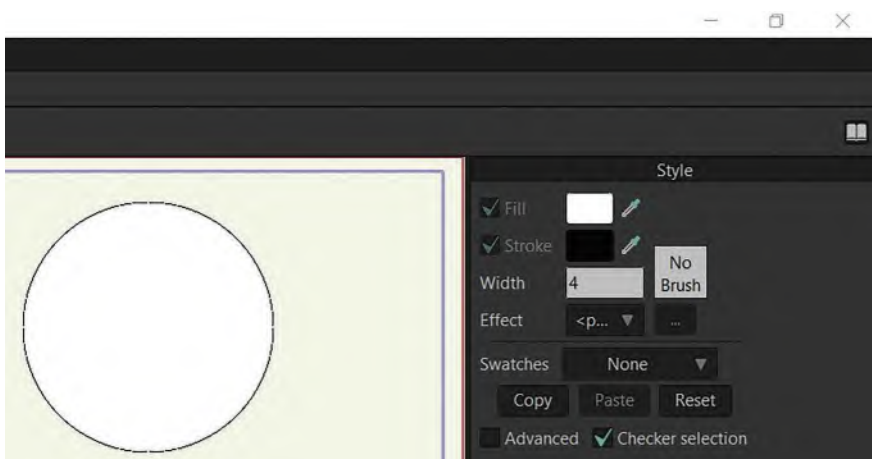 Style
Fill
Stroke
Width 4
No
Brush
Effect <p... ...
Swatches None
Copy Paste Reset
Advanced Checker selection